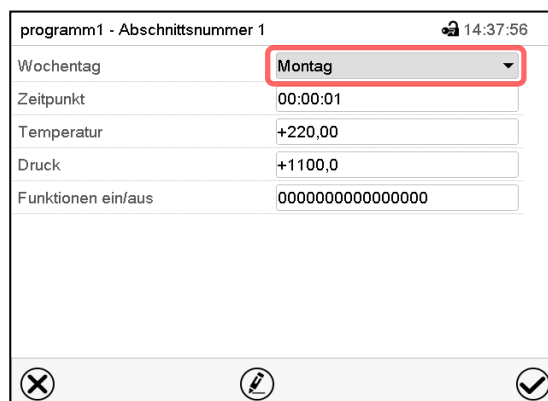 programm1 - Abschnittsnummer 1 14:37:56
Wochentag Montag
Zeitpunkt 00:00:01
Temperatur +220,00
Druck +1100,0
Funktionen ein/aus 0000000000000000